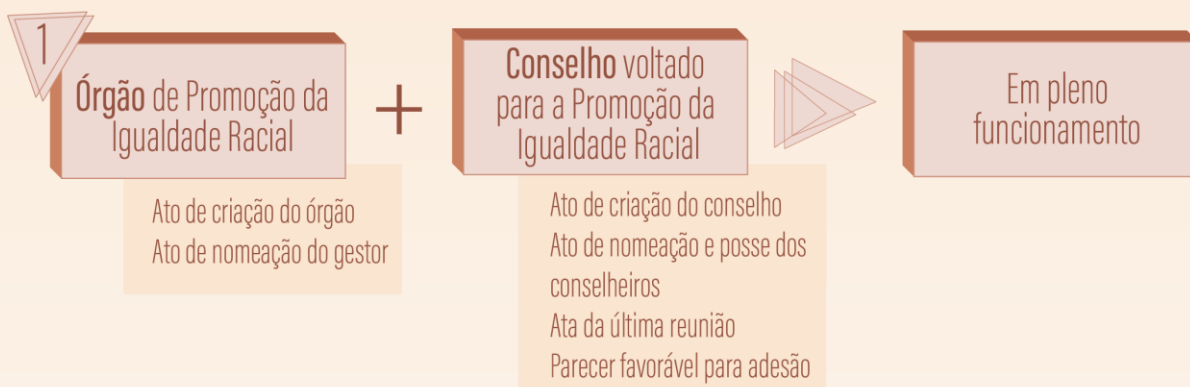 1
Órgão de Promoção da
Igualdade Racial
+
Conselho voltado
para a Promoção da
Igualdade Racial
Em pleno
funcionamento
Ato de criação do órgão
Ato de nomeação do gestor
Ato de criação do conselho
Ato de nomeação e posse dos
conselheiros
Ata da última reunião
Parecer favorável para adesão